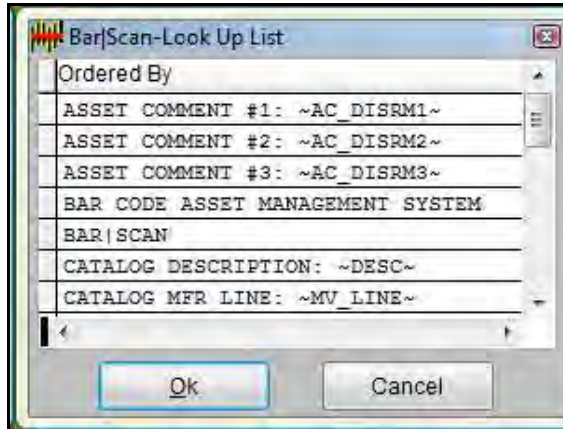 Bar|Scan-Look Up List
Ordered By
ASSET COMMENT #1: ~AC_DISRM1~
ASSET COMMENT #2: ~AC_DISRM2~
ASSET COMMENT #3: ~AC_DISRM3~
BAR CODE ASSET MANAGEMENT SYSTEM
BAR|SCAN
CATALOG DESCRIPTION: ~DESC~
CATALOG MFR LINE: ~MV_LINE~
Ok Cancel